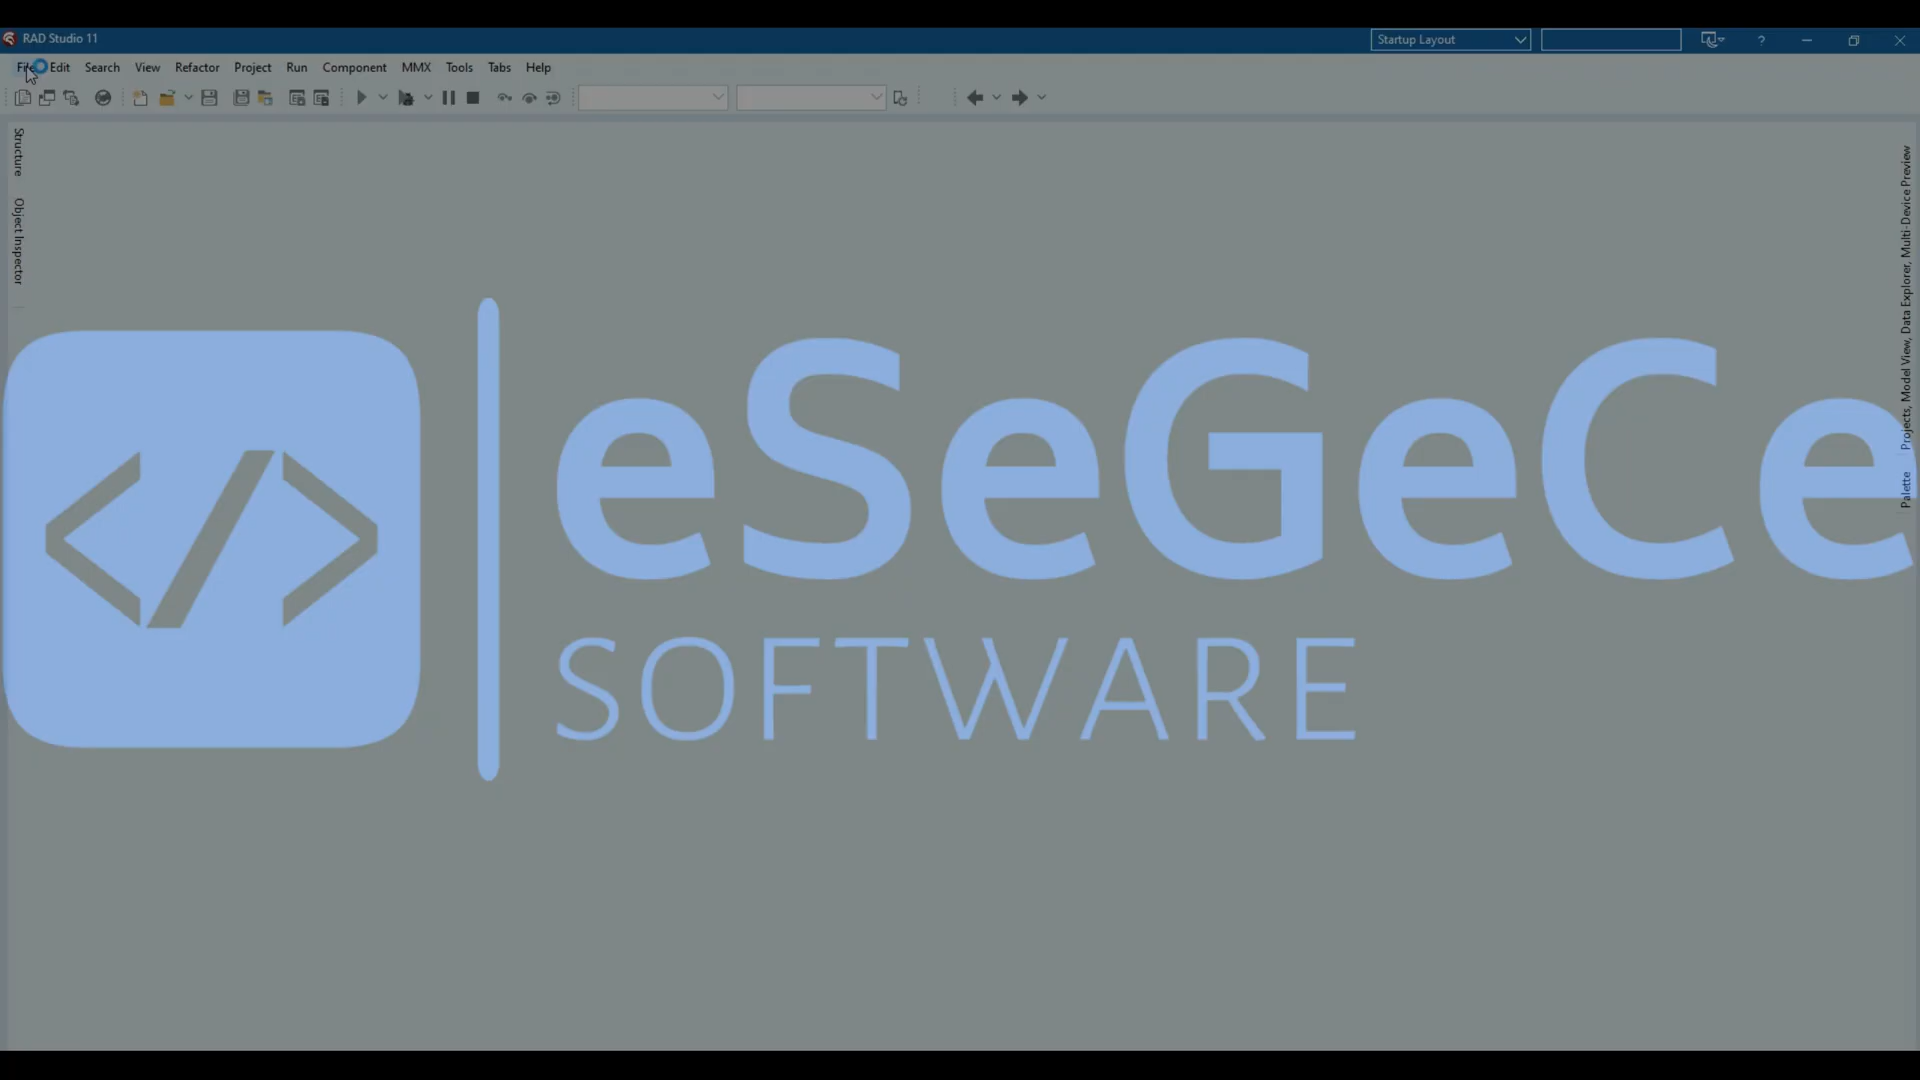 RAD Studio 11
Startup Layout
?
File Edit Search View Refactor Project Run Component MMX Tools Tabs Help
Structure
Object Inspector
Projects, Model View, Data Explorer, Multi-Device Preview
Palette
</>
eSeGeCe
SOFTWARE